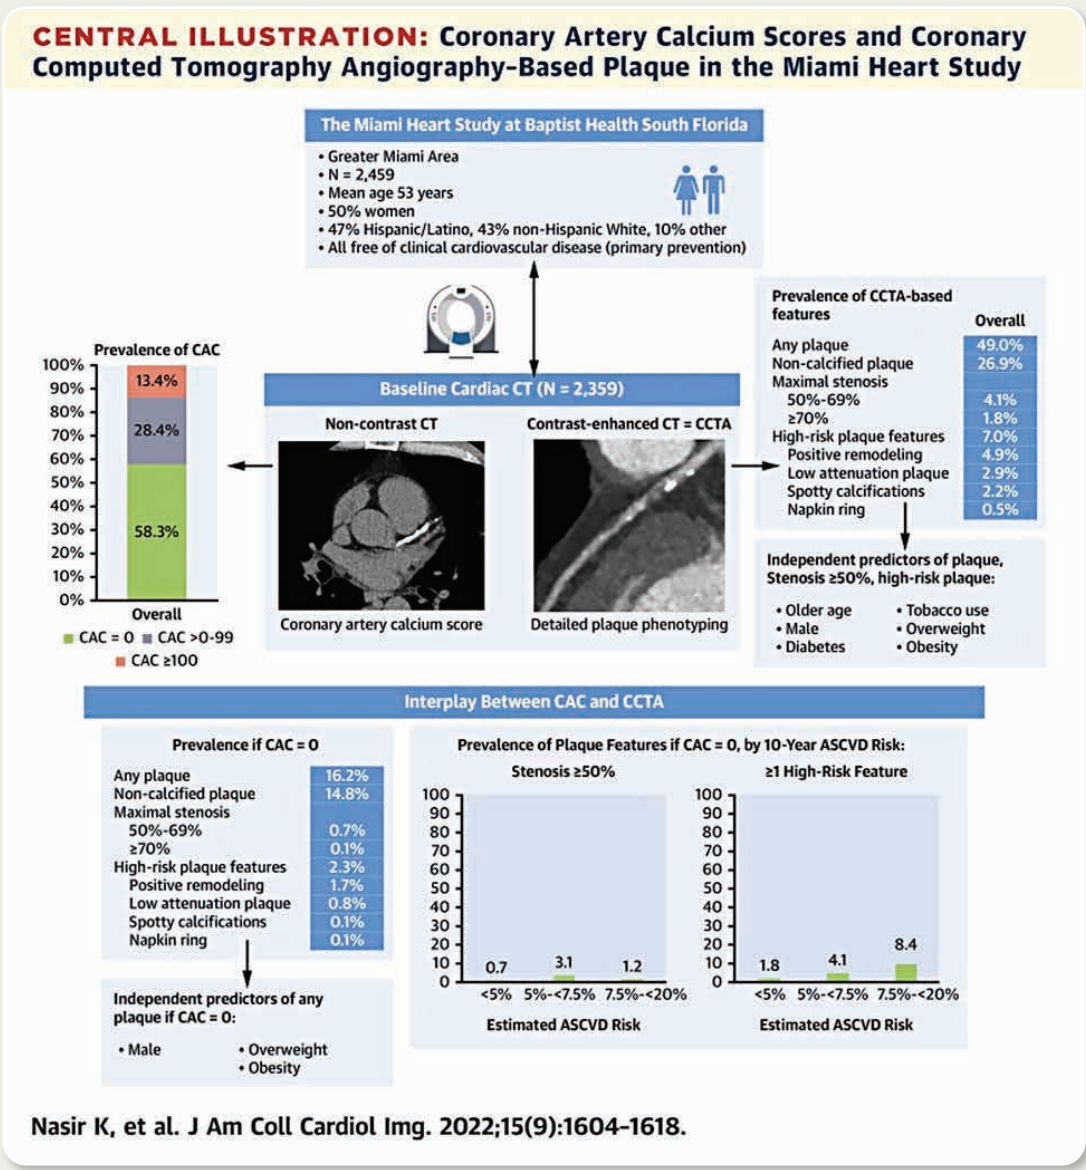 CENTRAL ILLUSTRATION: Coronary Artery Calcium Scores and Coronary
Computed Tomography Angiography-Based Plaque in the Miami Heart Study
The Miami Heart Study at Baptist Health South Florida
• Greater Miami Area
• N = 2,459
• Mean age 53 years
• 50% women
• 47% Hispanic/Latino, 43% non-Hispanic White, 10% other
• All free of clinical cardiovascular disease (primary prevention)
Prevalence of CAC
100%
90%
80%
70%
60%
50%
40%
30%
20%
10%
0%
13.4%
28.4%
58.3%
Overall
CAC = 0 CAC >0-99
CAC ≥100
Baseline Cardiac CT (N = 2,359)
Non-contrast CT
Coronary artery calcium score
Contrast-enhanced CT = CCTA
Detailed plaque phenotyping
Prevalence of CCTA-based
features
Overall
Any plaque 49.0%
Non-calcified plaque 26.9%
Maximal stenosis
50%-69% 4.1%
≥70% 1.8%
High-risk plaque features 7.0%
Positive remodeling 4.9%
Low attenuation plaque 2.9%
Spotty calcifications 2.2%
Napkin ring 0.5%
Independent predictors of plaque,
Stenosis ≥50%, high-risk plaque:
• Older age • Tobacco use
• Male • Overweight
• Diabetes • Obesity
Interplay Between CAC and CCTA
Prevalence if CAC = 0
Any plaque 16.2%
Non-calcified plaque 14.8%
Maximal stenosis
50%-69% 0.7%
≥70% 0.1%
High-risk plaque features 2.3%
Positive remodeling 1.7%
Low attenuation plaque 0.8%
Spotty calcifications 0.1%
Napkin ring 0.1%
Independent predictors of any
plaque if CAC = 0:
• Male • Overweight
• Obesity
Prevalence of Plaque Features if CAC = 0, by 10-Year ASCVD Risk:
Stenosis ≥50%
100
90
80
70
60
50
40
30
20
10
0
0.7 3.1 1.2
<5% 5%-<7.5% 7.5%-<20%
Estimated ASCVD Risk
≥1 High-Risk Feature
100
90
80
70
60
50
40
30
20
10
0
1.8 4.1 8.4
<5% 5%-<7.5% 7.5%-<20%
Estimated ASCVD Risk
Nasir K, et al. J Am Coll Cardiol Img. 2022;15(9):1604-1618.